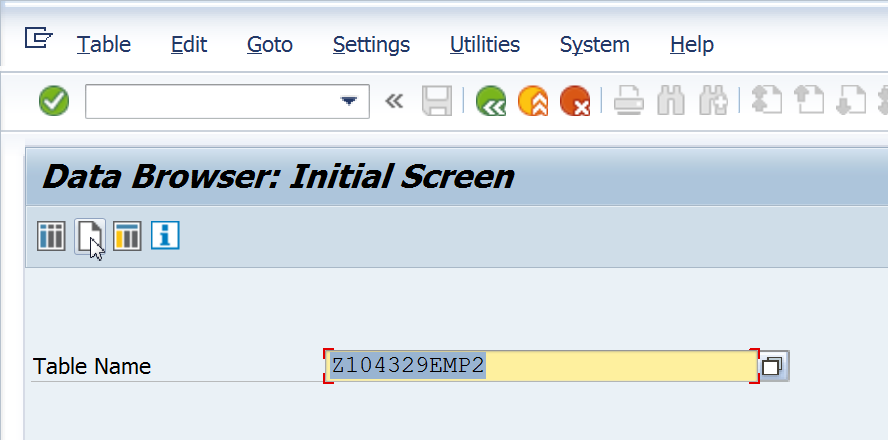 Table Edit Goto Settings Utilities System Help
Data Browser: Initial Screen
Table Name Z104329EMP2